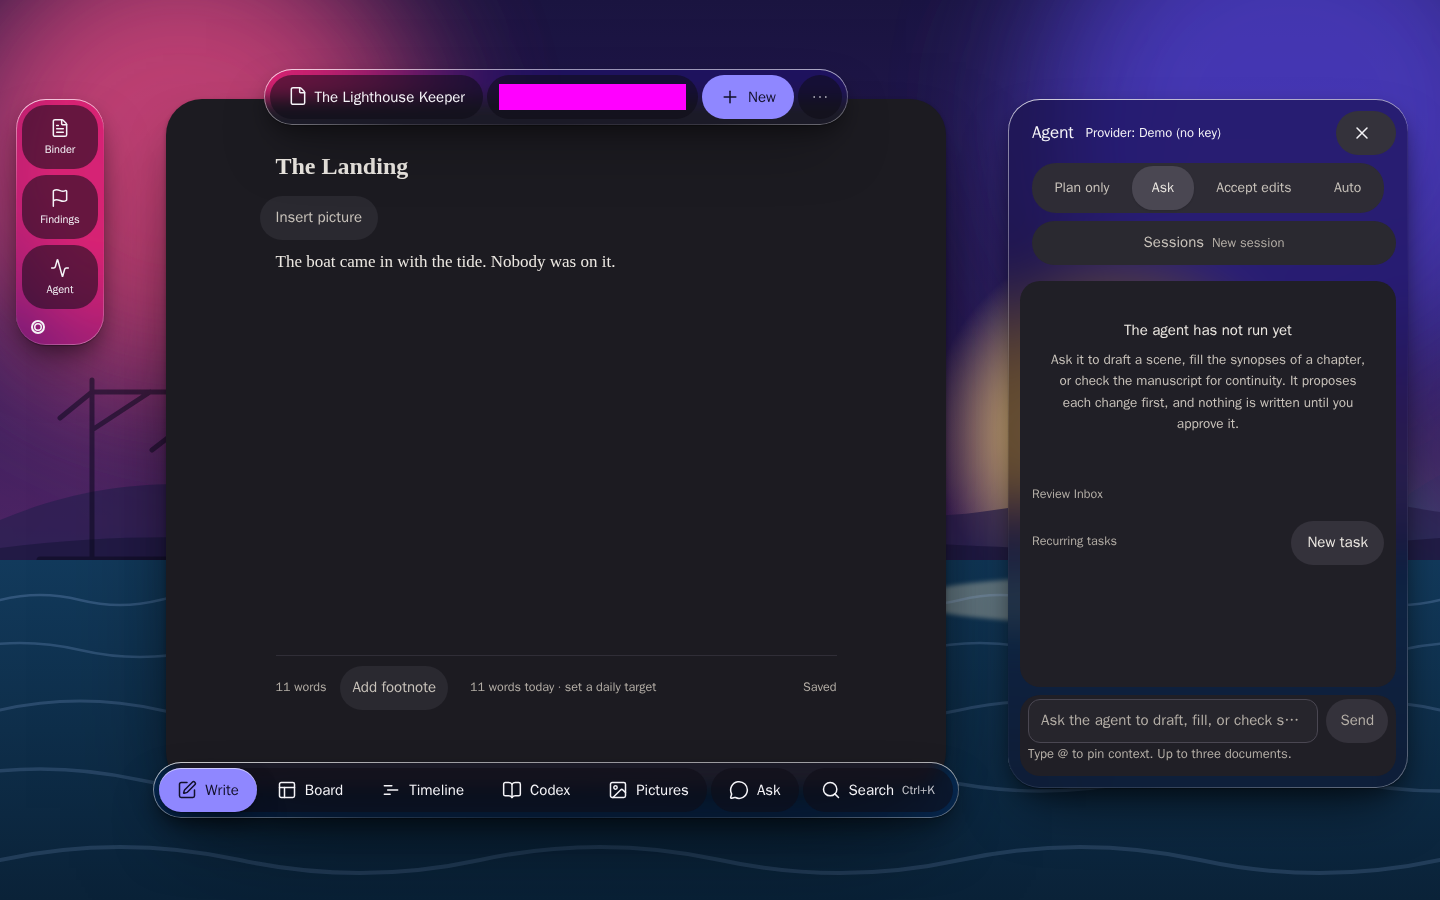 The Lighthouse Keeper
New
Binder
Findings
Agent
The Landing
Insert picture
The boat came in with the tide. Nobody was on it.
11 words
Add footnote
11 words today · set a daily target
Saved
Write
Board
Timeline
Codex
Pictures
Ask
Search Ctrl+K
Agent Provider: Demo (no key)
Plan only
Ask
Accept edits
Auto
Sessions New session
The agent has not run yet
Ask it to draft a scene, fill the synopses of a chapter,
or check the manuscript for continuity. It proposes
each change first, and nothing is written until you
approve it.
Review Inbox
Recurring tasks
New task
Ask the agent to draft, fill, or check s···
Send
Type @ to pin context. Up to three documents.